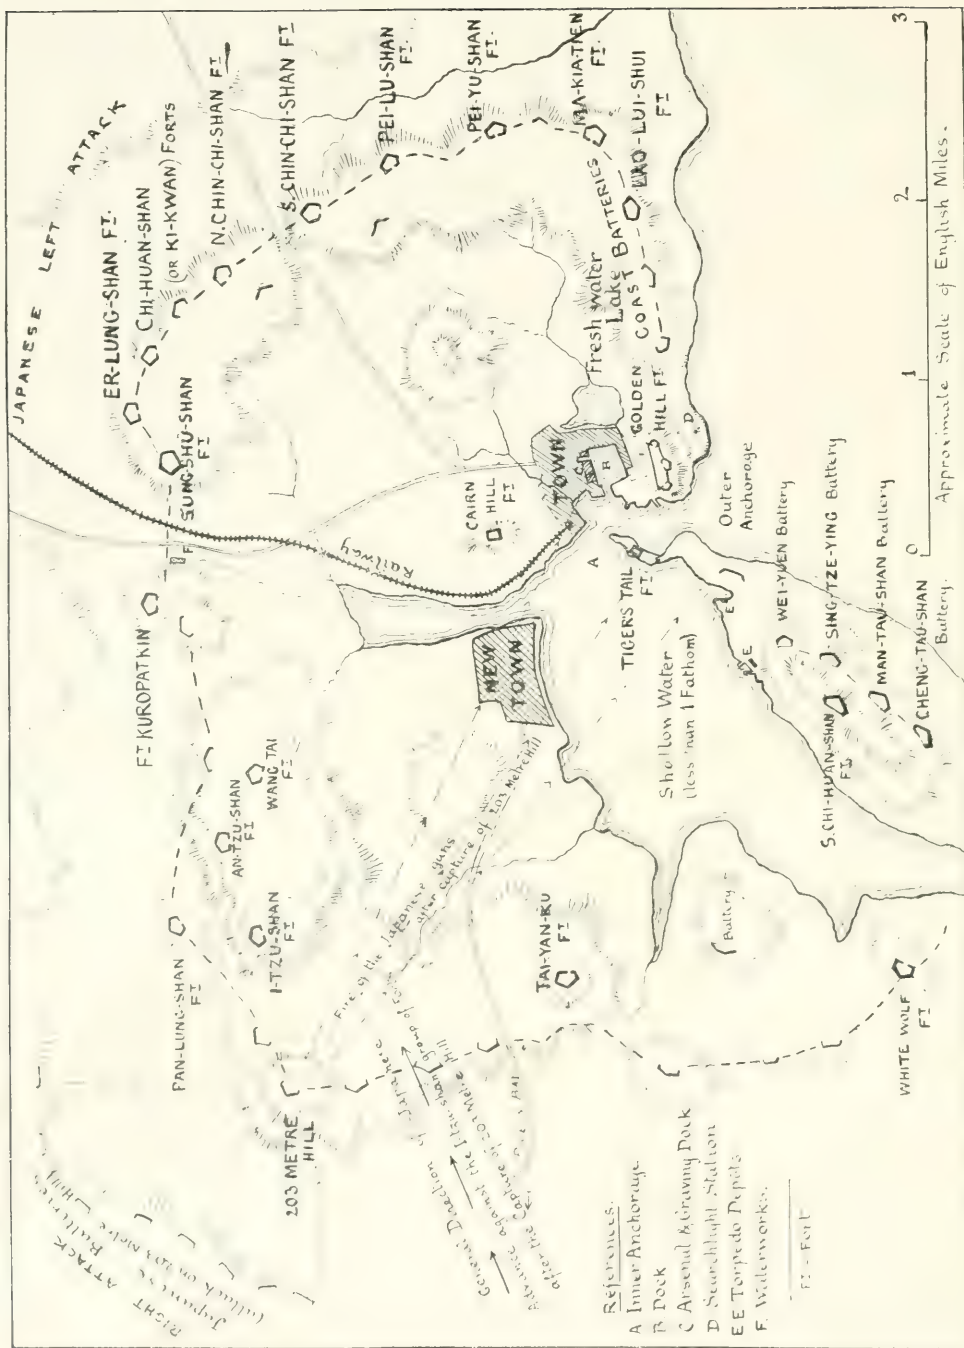 JAPANESE LEFT ATTACK
ER-LUNG-SHAN FT.
CHI-HUAN-SHAN
(OR KI-KWAN) FORTS
N. CHIN-CHI-SHAN FT
S. CHIN-CHI-SHAN FT
PEI-LU-SHAN
FT.
PEI-YU-SHAN
FT.
MA-KIA-TIEN
FT.
LAO-LUI-SHUI
FT
F
SUNG-SHU-SHAN
FT
FT KUROPATKIN
Railway
CAIRN
HILL
FT
TOWN
C
B
Fresh water
Lake
COAST BATTERIES
GOLDEN
HILL FT
D
A
NEW
TOWN
PAN-LUNG-SHAN
FT
AN-TZU-SHAN
FT
WANG TAI
FT
I-TZU-SHAN
FT
203 METRE
HILL
RIGHT ATTACK
Japanese Batteries
(attack on 203 Metre Hill)
Fire of the Japanese guns
after capture of 203 Metre Hill
General Direction of Japanese
Advance against the Itzu-shan group of
after the Capture of 203 Metre Hill
TAI-YAN-KU
FT
TIGER'S TAIL
FT
Shallow Water
(less than 1 Fathom)
Outer
Anchorage
E
E
WEI-YUEN Battery
SING-TZE-YING Battery
MAN-TAU-SHAN Battery
CHENG-TAU-SHAN
Battery.
S. CHI-HUAN-SHAN
FT.
Battery
WHITE WOLF
FT
References.
A Inner Anchorage
B Dock
C Arsenal & Graving Dock
D Searchlight Station
E E Torpedo Depôts
F. Waterworks.
FT - Fort
0 1 2 3
Approximate Scale of English Miles.